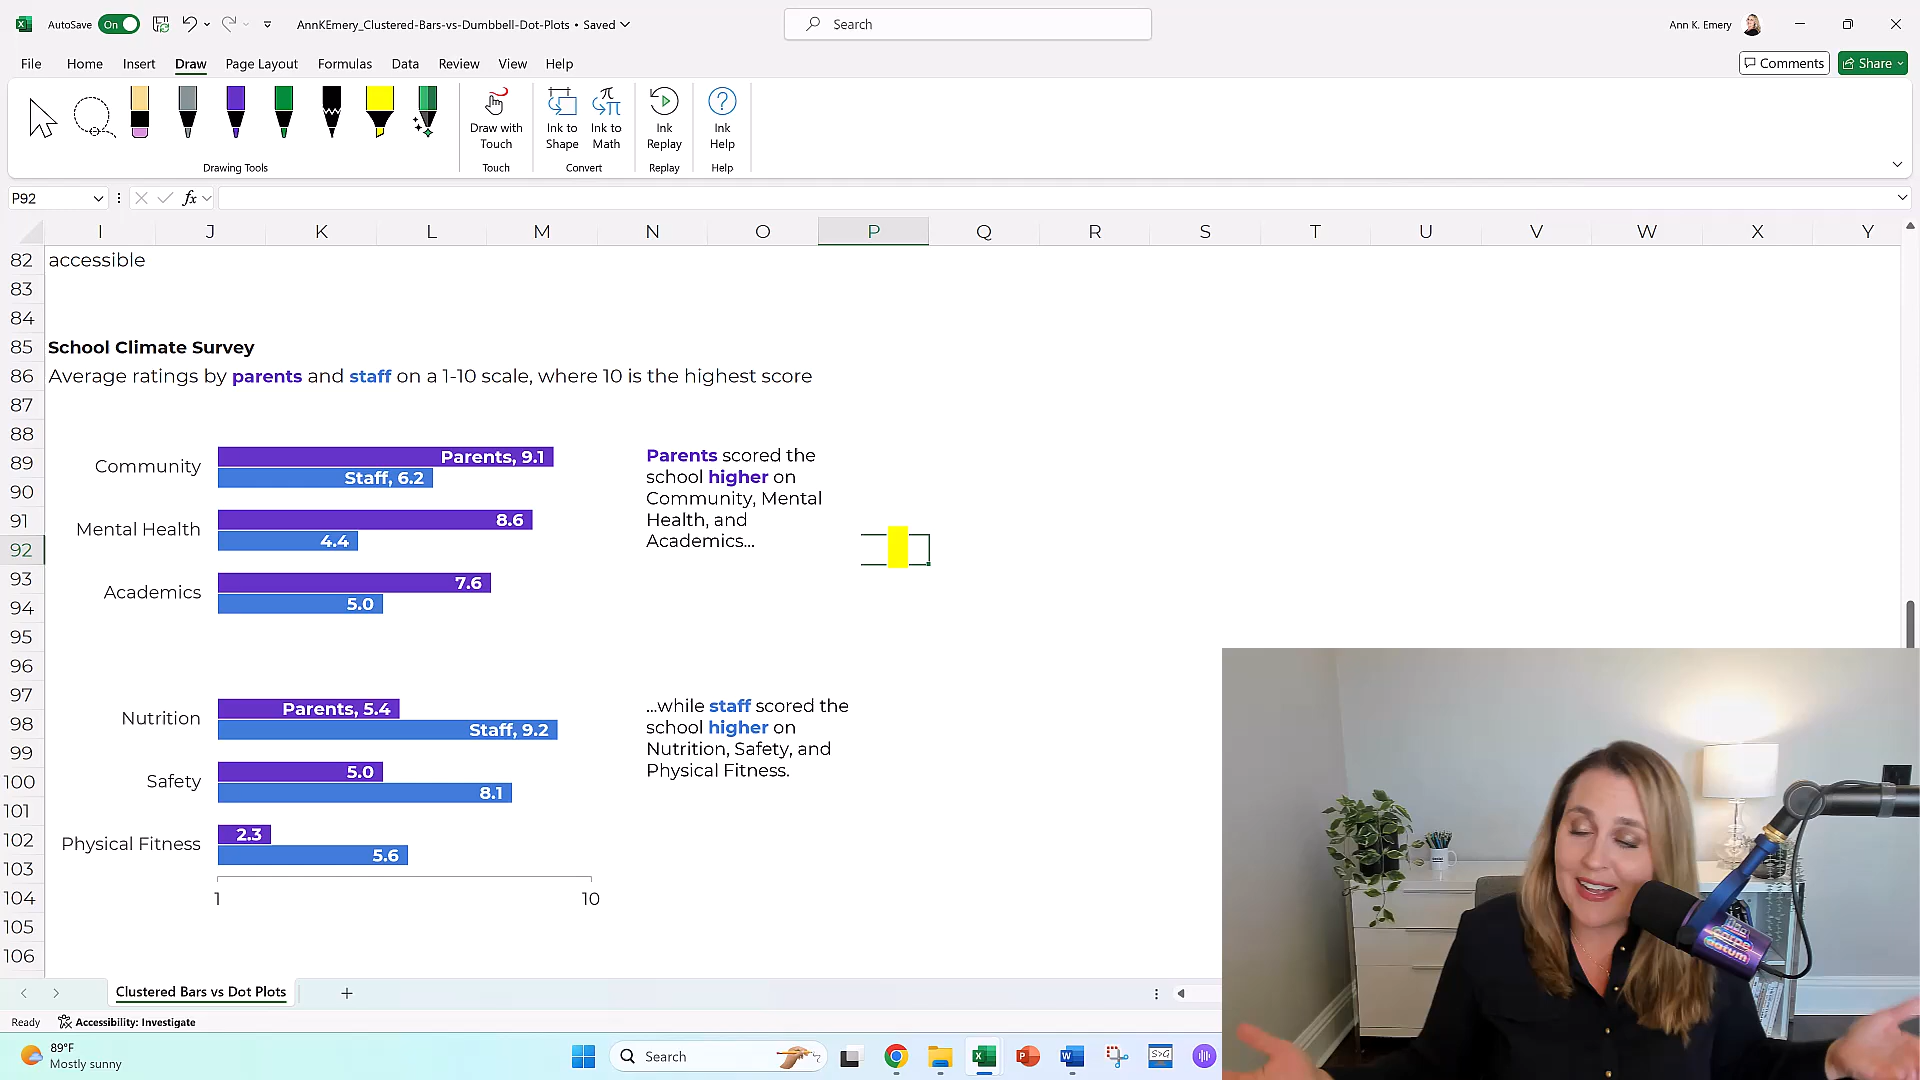 AutoSave On AnnKEmery_Clustered-Bars-vs-Dumbbell-Dot-Plots • Saved Search Ann K. Emery
File Home Insert Draw Page Layout Formulas Data Review View Help Comments Share
Draw with Touch
Ink to Shape
Ink to Math
Ink Replay
Ink Help
Drawing Tools Touch Convert Replay Help
P92 fx
I J K L M N O P Q R S T U V W X Y
82 accessible
83
84
85 School Climate Survey
86 Average ratings by parents and staff on a 1-10 scale, where 10 is the highest score
87
88
89
90
91
92
93
94
95
96
97
98
99
100
101
102
103
104
105
106
Community
Parents, 9.1
Staff, 6.2
Mental Health
8.6
4.4
Academics
7.6
5.0
Parents scored the
school higher on
Community, Mental
Health, and
Academics...
Nutrition
Parents, 5.4
Staff, 9.2
Safety
5.0
8.1
Physical Fitness
2.3
5.6
1 10
...while staff scored the
school higher on
Nutrition, Safety, and
Physical Fitness.
carpe
datum
Clustered Bars vs Dot Plots
Ready Accessibility: Investigate
89°F
Mostly sunny
Search